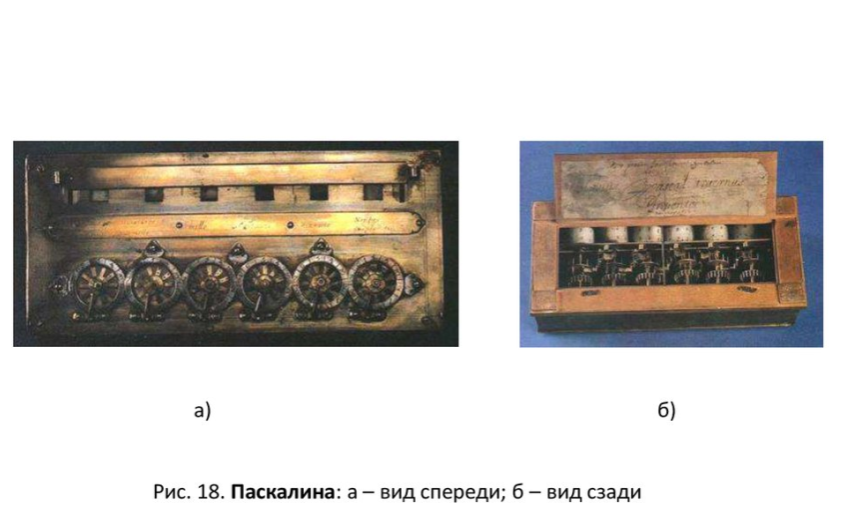 а)
б)
Рис. 18. Паскалина: а – вид спереди; б – вид сзади